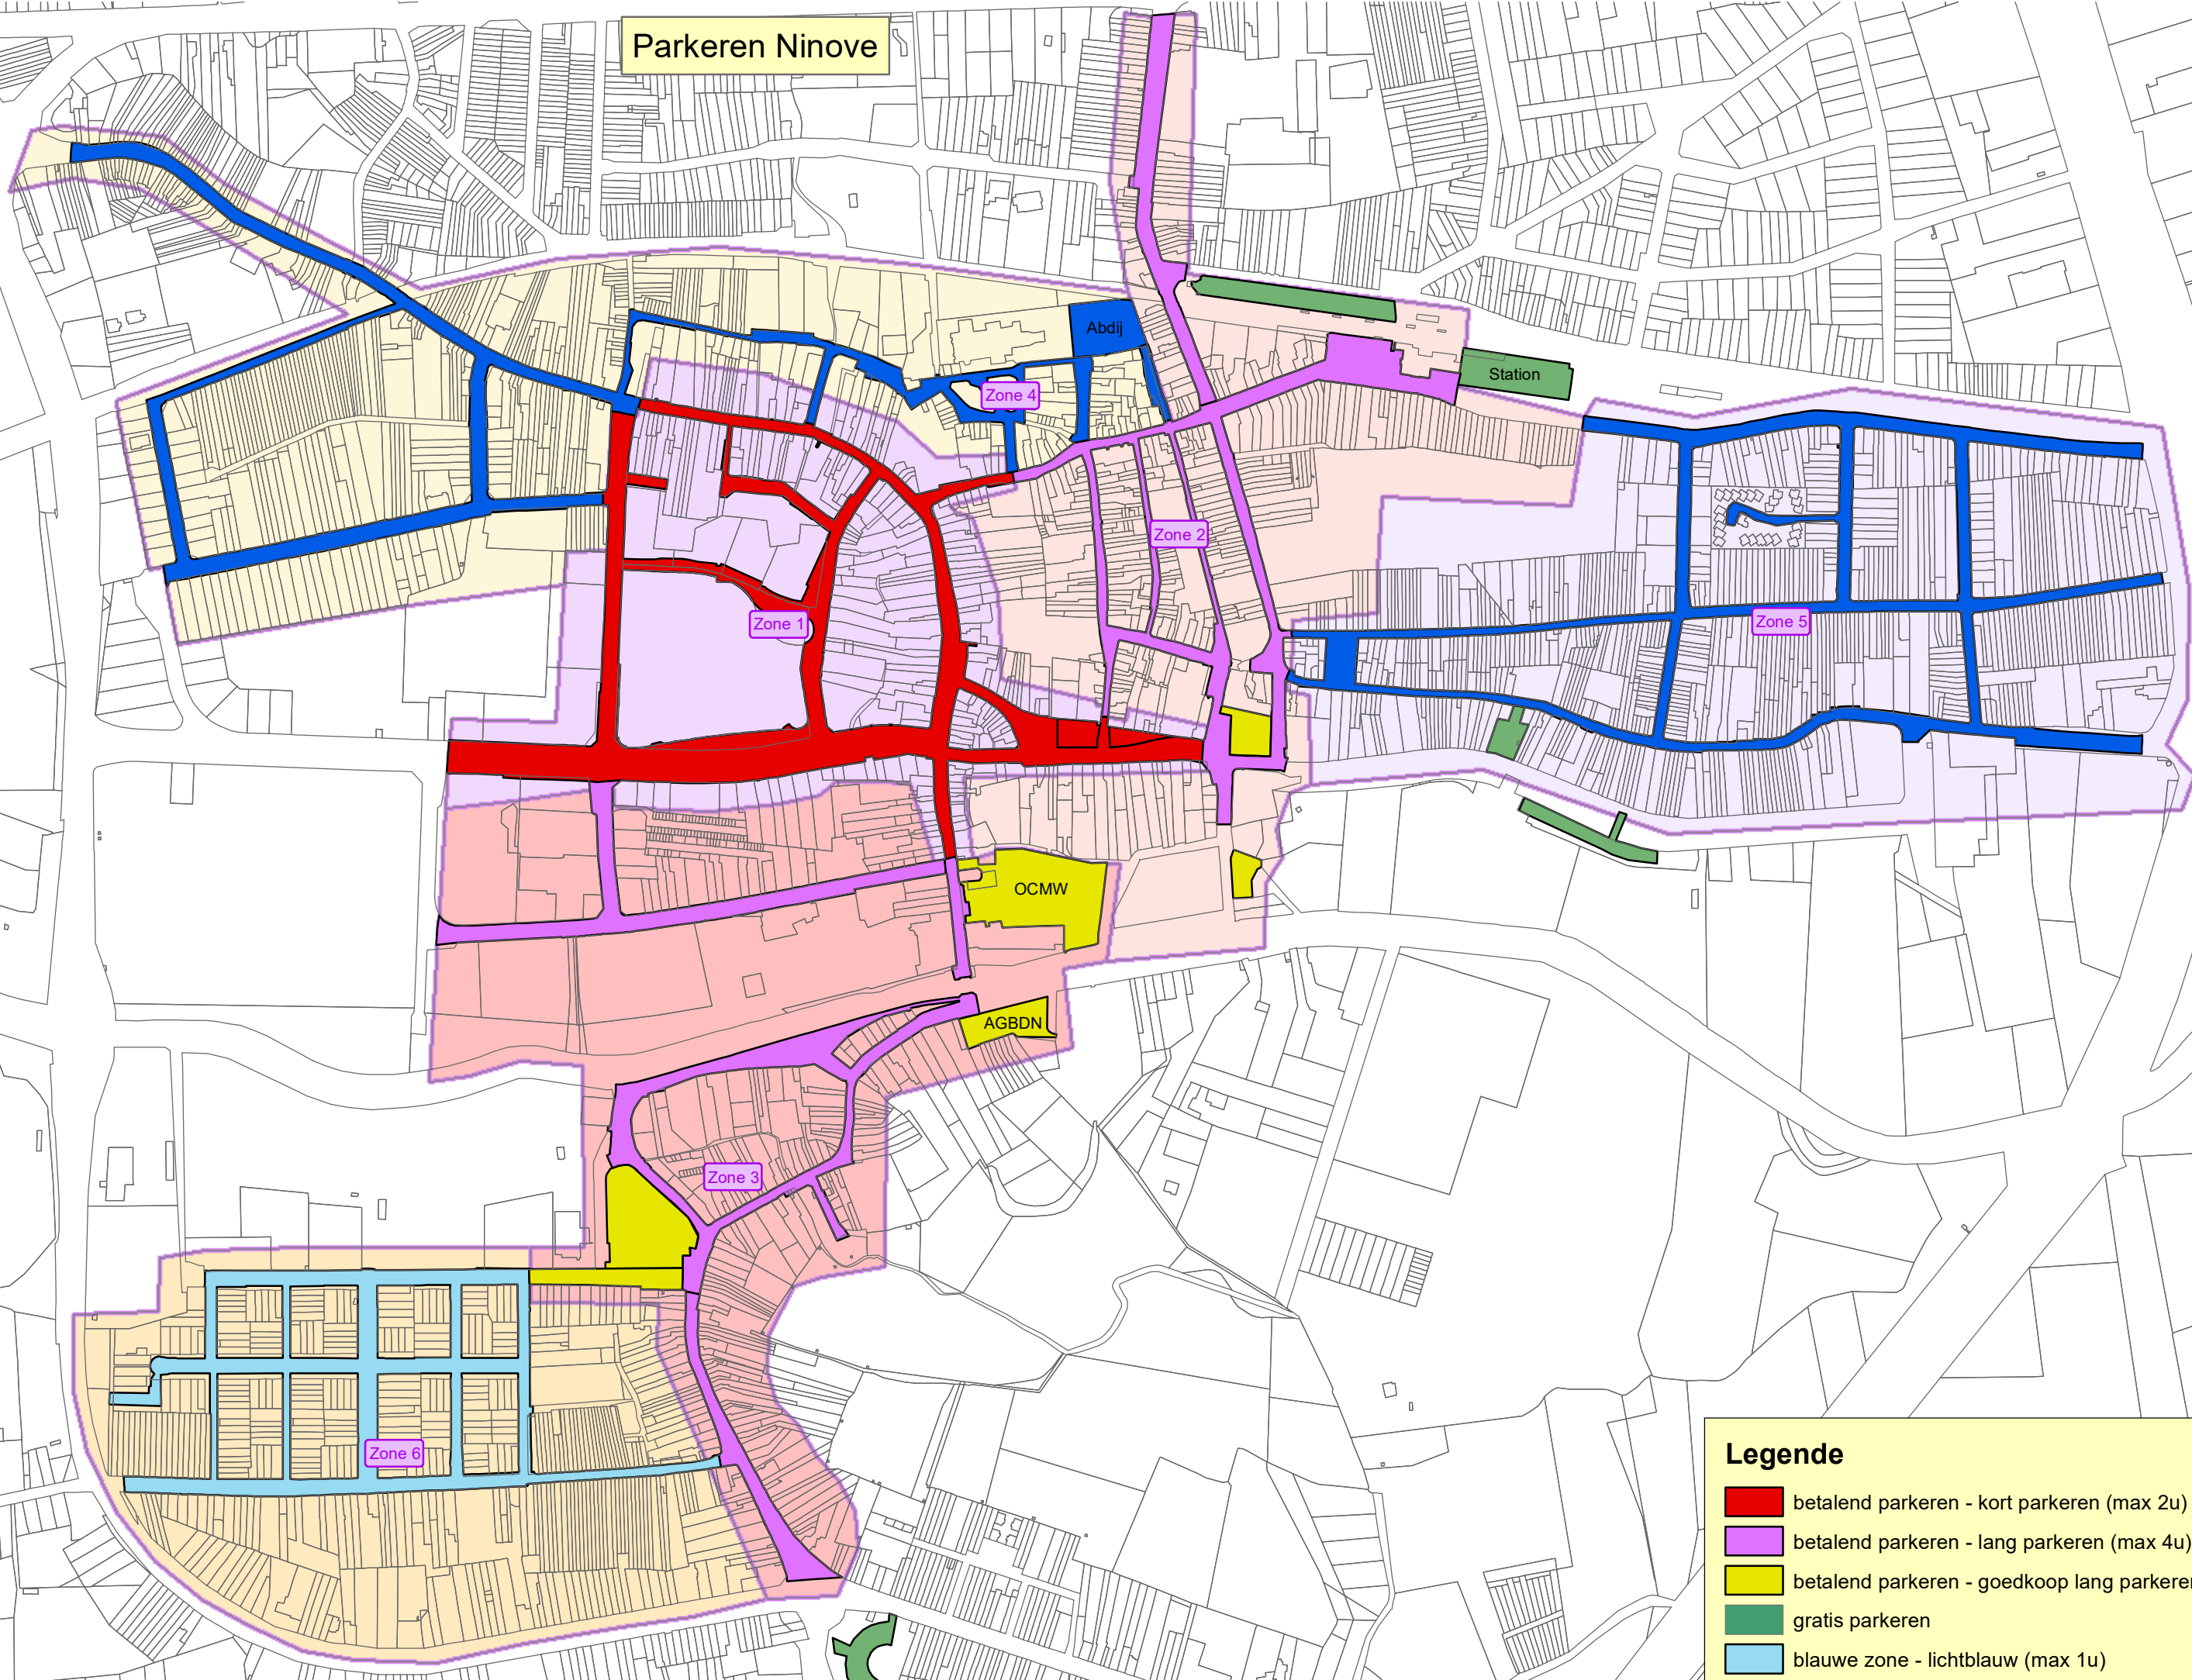 Parkeren Ninove
Abdij
Station
Zone 4
Zone 2
Zone 1
Zone 5
OCMW
AGBDN
Zone 3
Zone 6
Legende
betalend parkeren - kort parkeren (max 2u)
betalend parkeren - lang parkeren (max 4u)
betalend parkeren - goedkoop lang parkeren
gratis parkeren
blauwe zone - lichtblauw (max 1u)